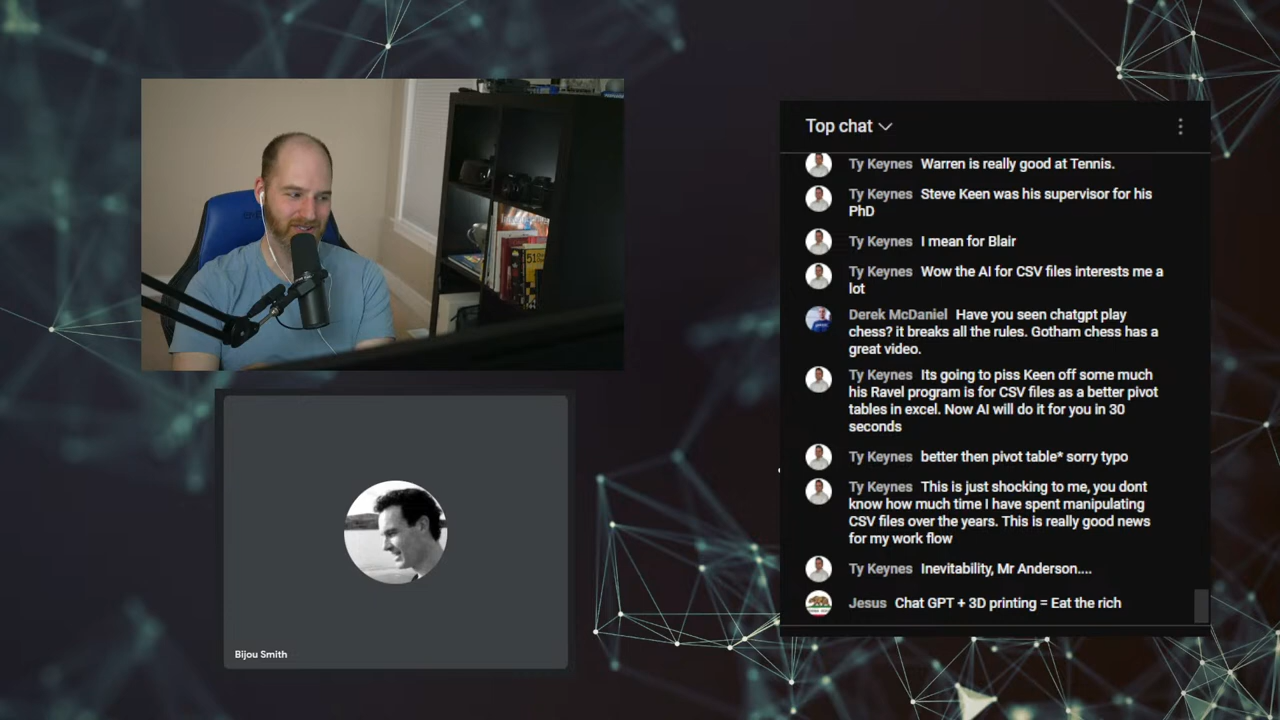 Top chat
Ty Keynes Warren is really good at Tennis.
Ty Keynes Steve Keen was his supervisor for his
PhD
Ty Keynes I mean for Blair
Ty Keynes Wow the AI for CSV files interests me a
lot
Derek McDaniel Have you seen chatgpt play
chess? it breaks all the rules. Gotham chess has a
great video.
Ty Keynes Its going to piss Keen off some much
his Ravel program is for CSV files as a better pivot
tables in excel. Now AI will do it for you in 30
seconds
Ty Keynes better then pivot table* sorry typo
Ty Keynes This is just shocking to me, you dont
know how much time I have spent manipulating
CSV files over the years. This is really good news
for my work flow
Ty Keynes Inevitability, Mr Anderson....
Jesus Chat GPT + 3D printing = Eat the rich
Bijou Smith